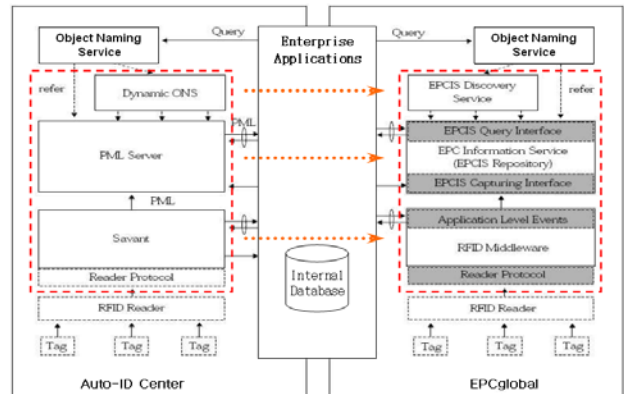 Object Naming
Service
Query
refer
Dynamic ONS
PML Server
PML
PML
Savant
Reader Protocol
RFID Reader
Tag
Tag
Tag
Auto-ID Center
Enterprise
Applications
Internal
Database
Query
Object Naming
Service
EPCIS Discovery
Service
refer
EPCIS Query Interface
EPC Information Service
(EPCIS Repository)
EPCIS Capturing Interface
Application Level Events
RFID Middleware
Reader Protocol
RFID Reader
Tag
Tag
Tag
EPCglobal